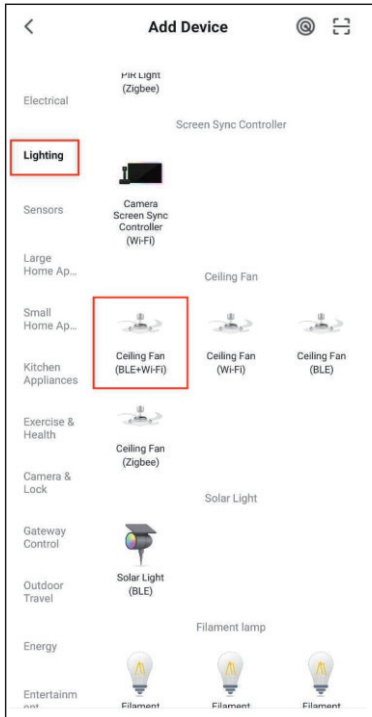 Add Device
Electrical
Lighting
Sensors
Large
Home Ap...
Small
Home Ap...
Kitchen
Appliances
Exercise &
Health
Camera &
Lock
Gateway
Control
Outdoor
Travel
Energy
Entertainm
PIR Light
(Zigbee)
Screen Sync Controller
Camera
Screen Sync
Controller
(Wi-Fi)
Ceiling Fan
Ceiling Fan
(BLE+Wi-Fi)
Ceiling Fan
(Wi-Fi)
Ceiling Fan
(BLE)
Ceiling Fan
(Zigbee)
Solar Light
Solar Light
(BLE)
Filament lamp
Filament
Filament
Filament